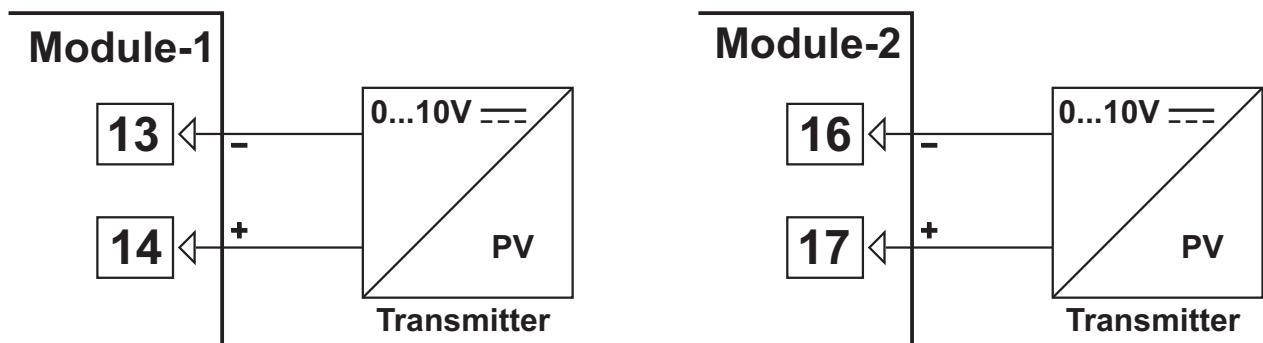 Module-1
13
-
14
+
0...10V
PV
Transmitter
Module-2
16
-
17
+
0...10V
PV
Transmitter